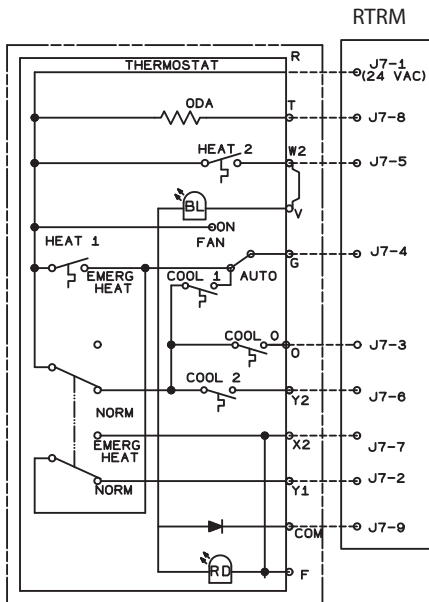 RTRM
THERMOSTAT
R
J7-1
(24 VAC)
ODA
T
J7-8
HEAT 2
W2
J7-5
BL
V
ON
FAN
HEAT 1
G
J7-4
EMERG
HEAT
AUTO
COOL 1
COOL 0
O
J7-3
COOL 2
Y2
J7-6
NORM
EMERG
HEAT
X2
J7-7
NORM
Y1
J7-2
COM
J7-9
RD
F